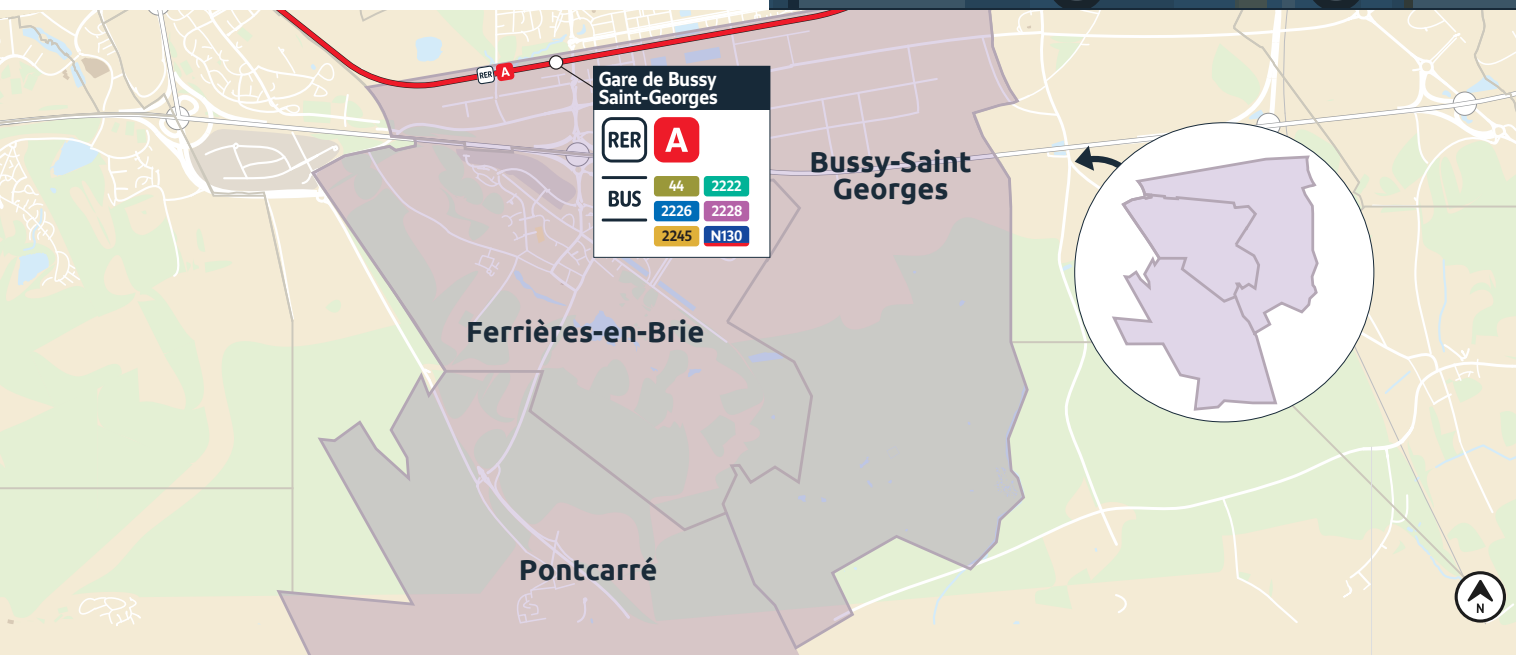 RER A
Gare de Bussy
Saint-Georges
RER A
BUS
44 2222
2226 2228
2245 N130
Bussy-Saint
Georges
Ferrières-en-Brie
Pontcarré
N